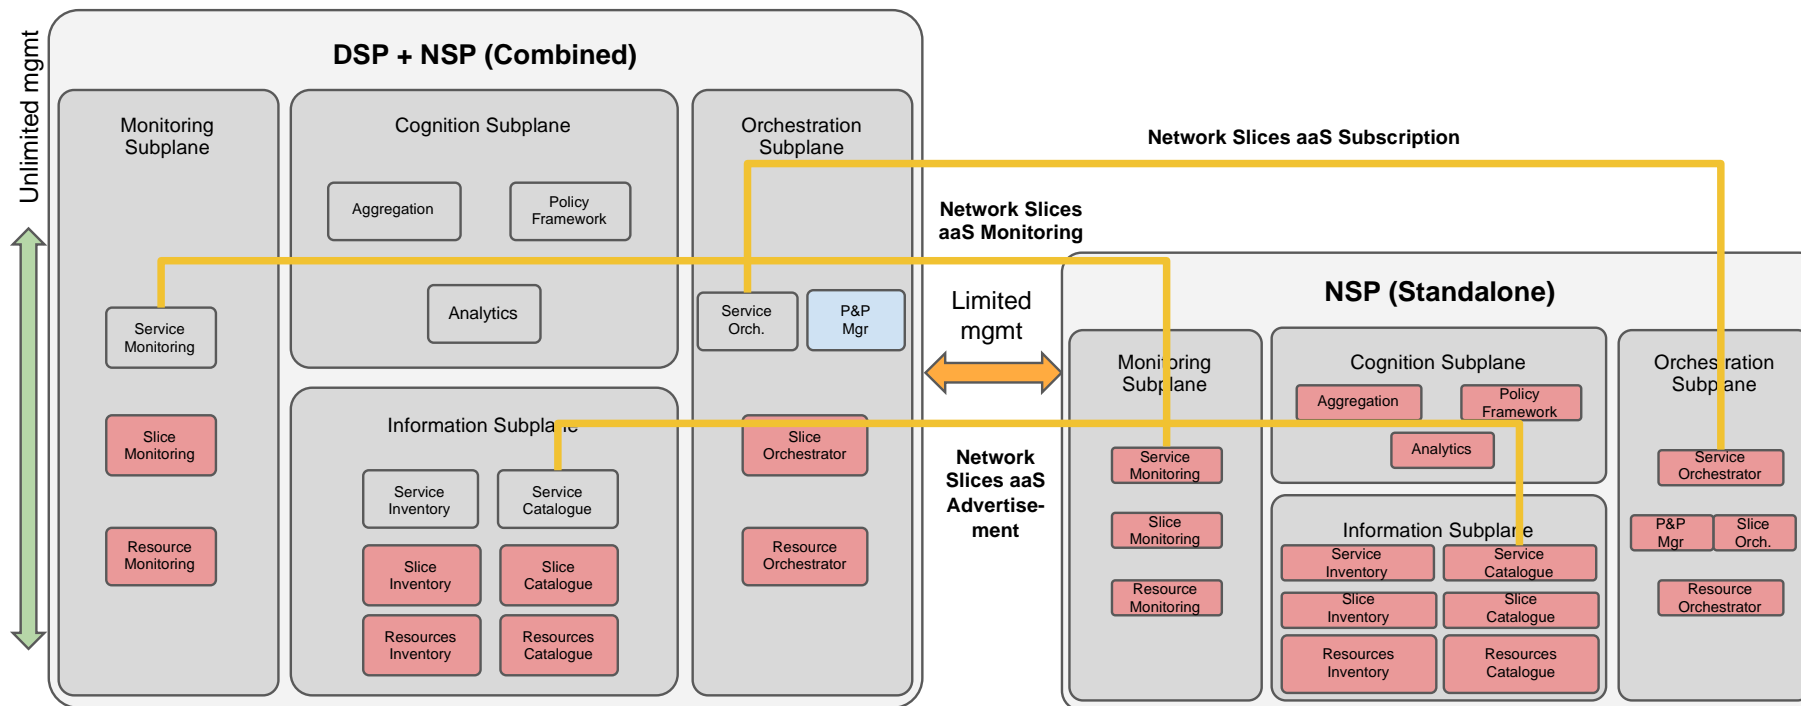 Unlimited mgmt
DSP + NSP (Combined)
Monitoring
Subplane
Service
Monitoring
Slice
Monitoring
Resource
Monitoring
Cognition Subplane
Aggregation
Policy
Framework
Analytics
Information Subplane
Service
Inventory
Service
Catalogue
Slice
Inventory
Slice
Catalogue
Resources
Inventory
Resources
Catalogue
Orchestration
Subplane
Service
Orch.
P&P
Mgr
Slice
Orchestrator
Resource
Orchestrator
Network Slices aaS Subscription
Network Slices
aaS Monitoring
Limited
mgmt
Network
Slices aaS
Advertise-
ment
NSP (Standalone)
Monitoring
Subplane
Service
Monitoring
Slice
Monitoring
Resource
Monitoring
Cognition Subplane
Aggregation
Policy
Framework
Analytics
Information Subplane
Service
Inventory
Service
Catalogue
Slice
Inventory
Slice
Catalogue
Resources
Inventory
Resources
Catalogue
Orchestration
Subplane
Service
Orchestrator
P&P
Mgr
Slice
Orch.
Resource
Orchestrator